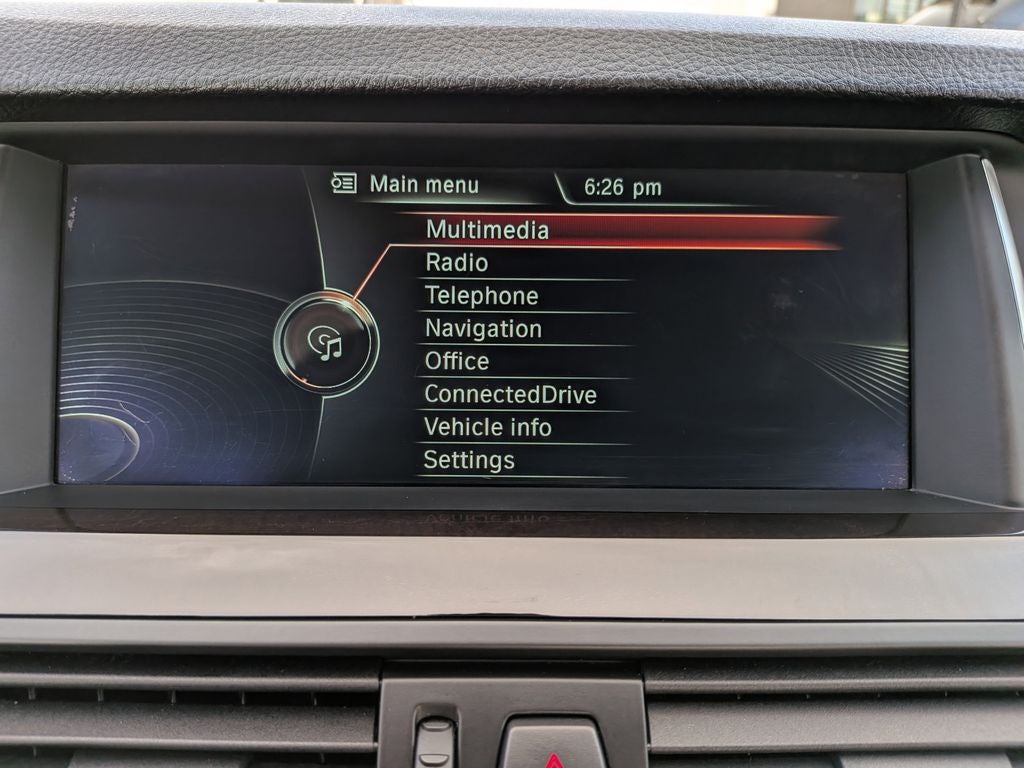 Main menu
6:26 pm
Multimedia
Radio
Telephone
Navigation
Office
ConnectedDrive
Vehicle info
Settings